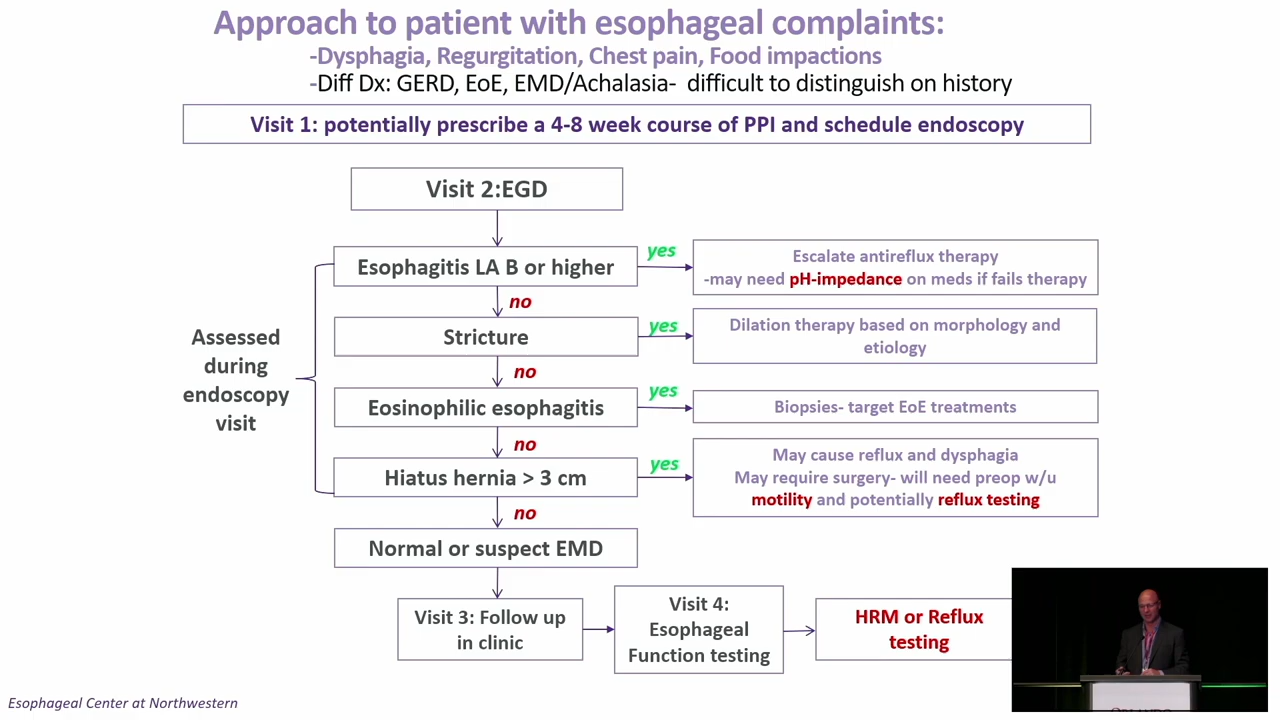 Approach to patient with esophageal complaints:
-Dysphagia, Regurgitation, Chest pain, Food impactions
-Diff Dx: GERD, EoE, EMD/Achalasia- difficult to distinguish on history
Visit 1: potentially prescribe a 4-8 week course of PPI and schedule endoscopy
Visit 2:EGD
Esophagitis LA B or higher
yes
Escalate antireflux therapy
-may need pH-impedance on meds if fails therapy
no
Stricture
yes
Dilation therapy based on morphology and
etiology
no
Eosinophilic esophagitis
yes
Biopsies- target EoE treatments
no
Hiatus hernia > 3 cm
yes
May cause reflux and dysphagia
May require surgery- will need preop w/u
motility and potentially reflux testing
no
Normal or suspect EMD
Assessed
during
endoscopy
visit
Visit 3: Follow up
in clinic
Visit 4:
Esophageal
Function testing
HRM or Reflux
testing
Esophageal Center at Northwestern
ORLANDO